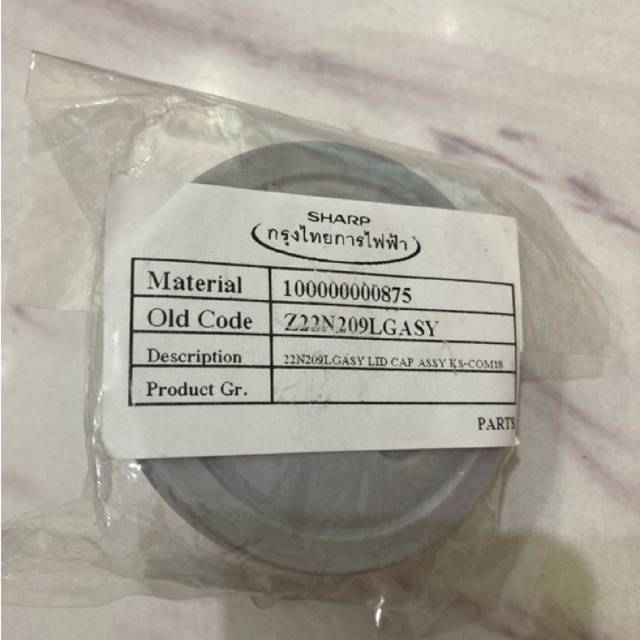 SHARP
กรุงไทยการไฟฟ้า
Material 100000000875
Old Code Z22N209LGASY
Description 22N209LGASY LID CAP ASSY KS-COM18
Product Gr.
PARTS